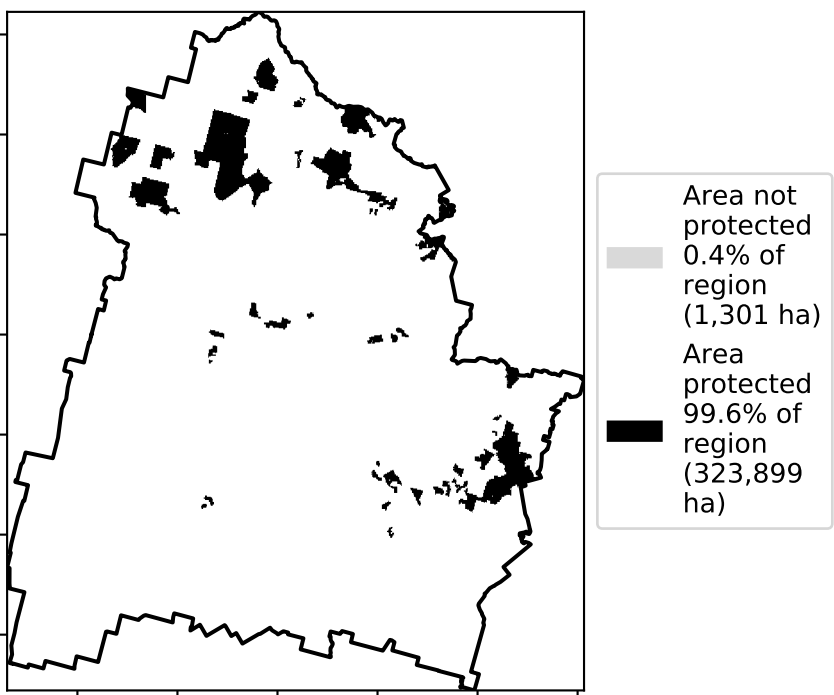 Area not
protected
0.4% of
region
(1,301 ha)
Area
protected
99.6% of
region
(323,899
ha)